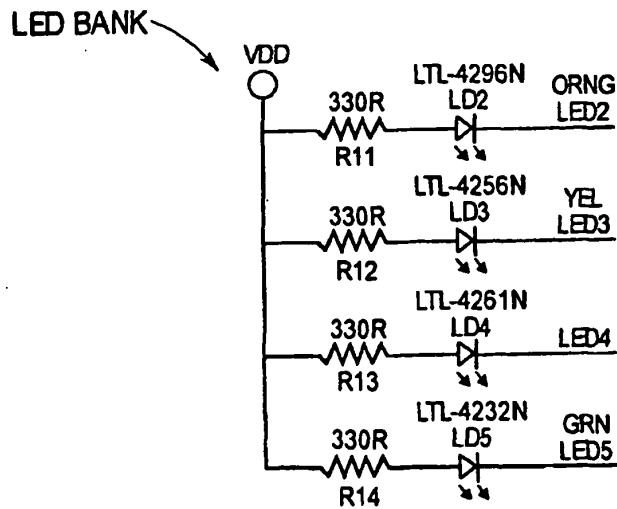 LED BANK
VDD
LTL-4296N
ORNG
330R
LD2
LED2
R11
LTL-4256N
YEL
330R
LD3
LED3
R12
LTL-4261N
330R
LD4
LED4
R13
LTL-4232N
GRN
330R
LD5
LED5
R14